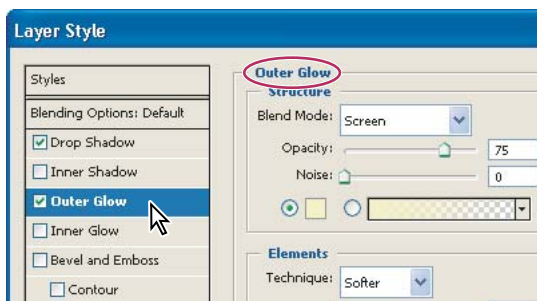 Layer Style
Styles
Blending Options: Default
Drop Shadow
Inner Shadow
Outer Glow
Inner Glow
Bevel and Emboss
Contour
Outer Glow
Structure
Blend Mode: Screen
Opacity: 75
Noise: 0
Elements
Technique: Softer